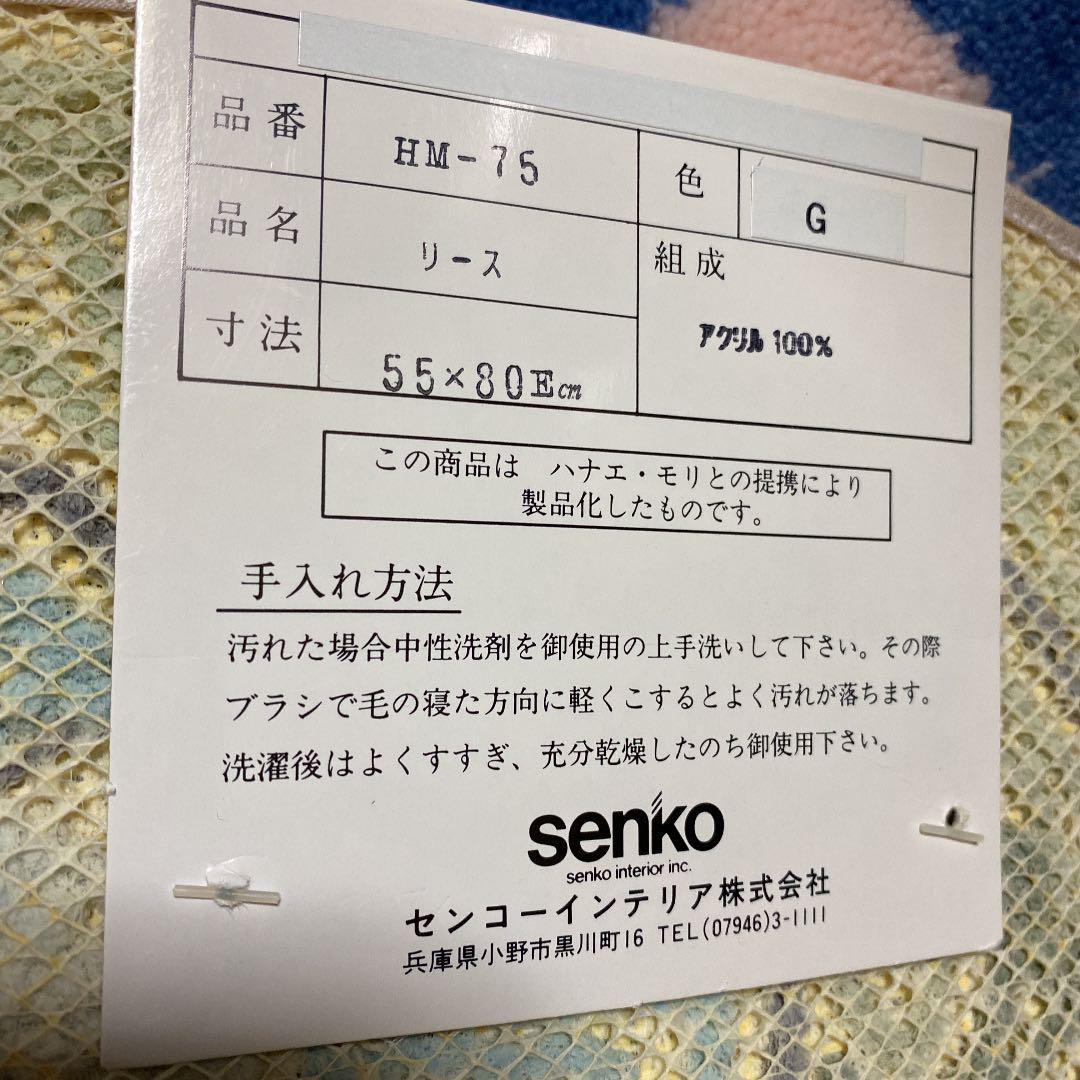 品番 HM-75 色 G
品名 リース
組成
アクリル100%
寸法 55×80Ecm
この商品は ハナエ・モリとの提携により
製品化したものです。
手入れ方法
汚れた場合中性洗剤を御使用の上手洗いして下さい。その際
ブラシで毛の寝た方向に軽くこするとよく汚れが落ちます。
洗濯後はよくすすぎ、充分乾燥したのち御使用下さい。
senko
senko interior inc.
センコーインテリア株式会社
兵庫県小野市黒川町16 TEL(07946)3-1111